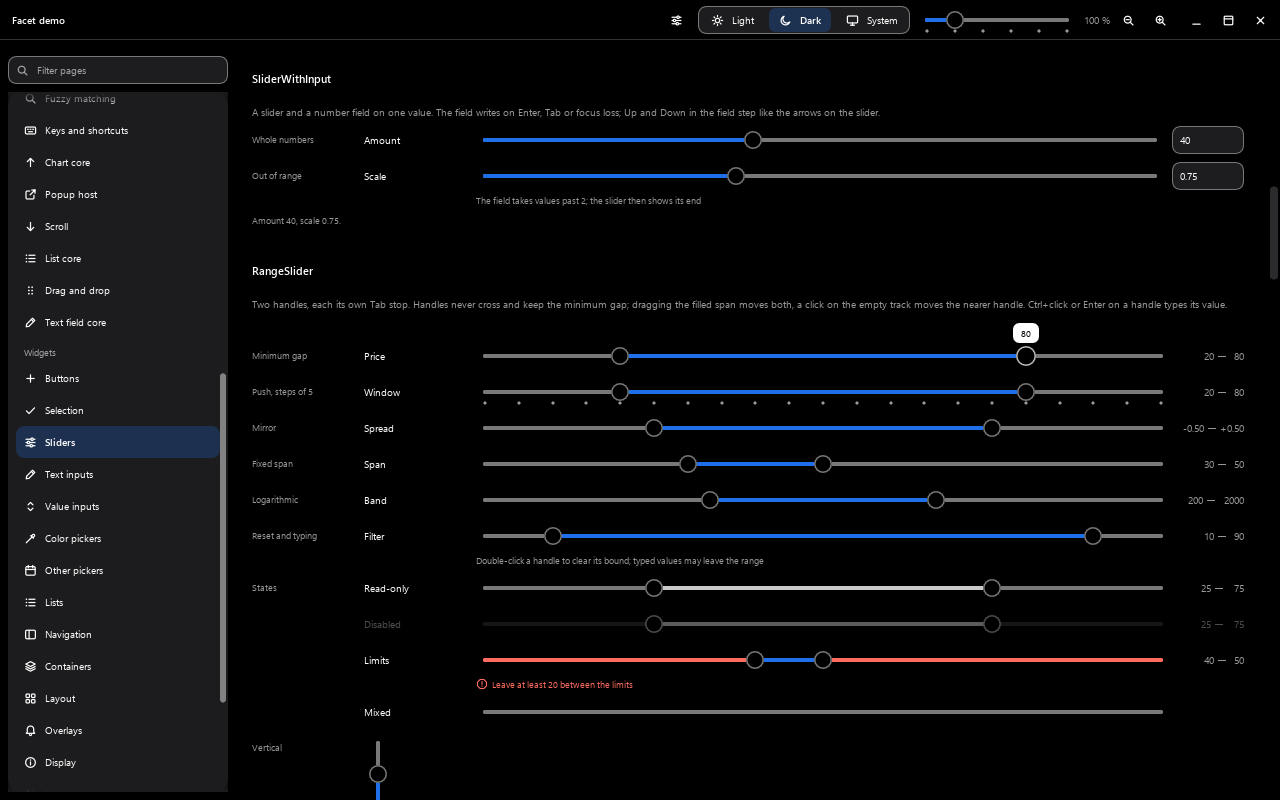 Facet demo
Light
Dark
System
100 %
Filter pages
Fuzzy matching
Keys and shortcuts
Chart core
Popup host
Scroll
List core
Drag and drop
Text field core
Widgets
Buttons
Selection
Sliders
Text inputs
Value inputs
Color pickers
Other pickers
Lists
Navigation
Containers
Layout
Overlays
Display
SliderWithInput
A slider and a number field on one value. The field writes on Enter, Tab or focus loss; Up and Down in the field step like the arrows on the slider.
Whole numbers Amount 40
Out of range Scale 0.75
The field takes values past 2; the slider then shows its end
Amount 40, scale 0.75.
RangeSlider
Two handles, each its own Tab stop. Handles never cross and keep the minimum gap; dragging the filled span moves both, a click on the empty track moves the nearer handle. Ctrl+click or Enter on a handle types its value.
80
Minimum gap Price 20 — 80
Push, steps of 5 Window 20 — 80
Mirror Spread -0.50 — +0.50
Fixed span Span 30 — 50
Logarithmic Band 200 — 2000
Reset and typing Filter 10 — 90
Double-click a handle to clear its bound; typed values may leave the range
States Read-only 25 — 75
Disabled 25 — 75
Limits 40 — 50
Leave at least 20 between the limits
Mixed
Vertical